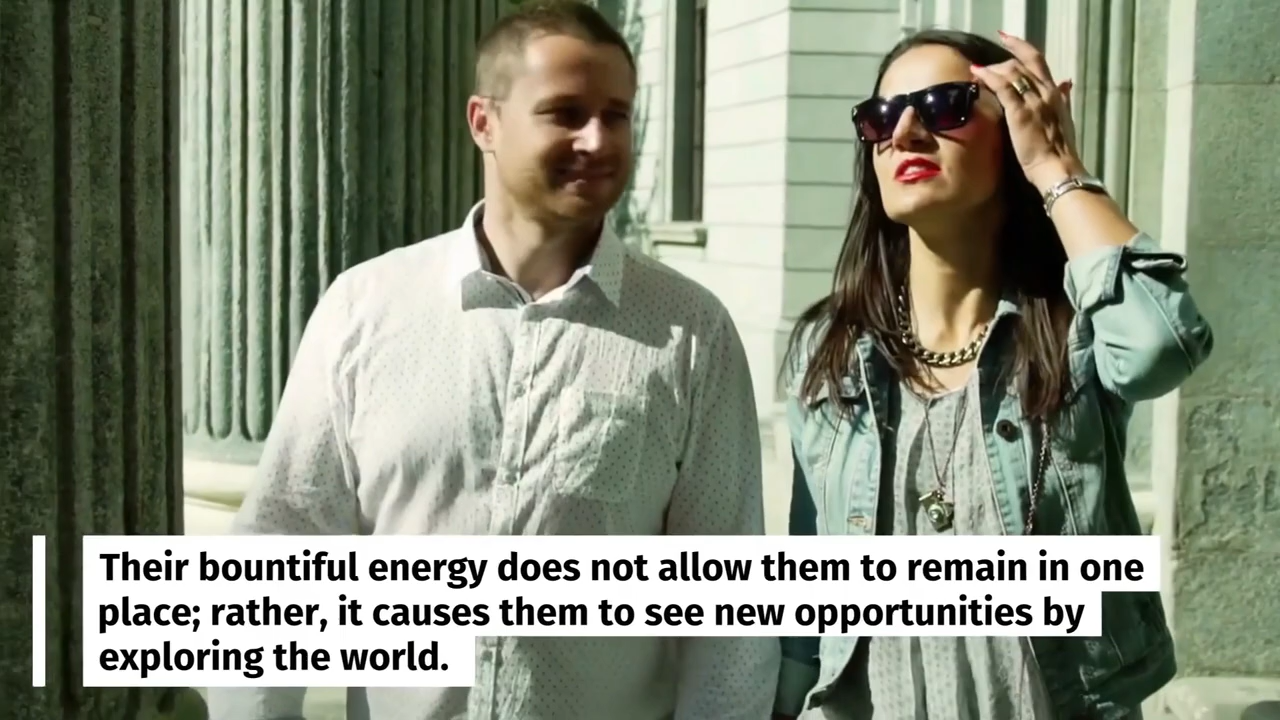 Their bountiful energy does not allow them to remain in one
place; rather, it causes them to see new opportunities by
exploring the world.